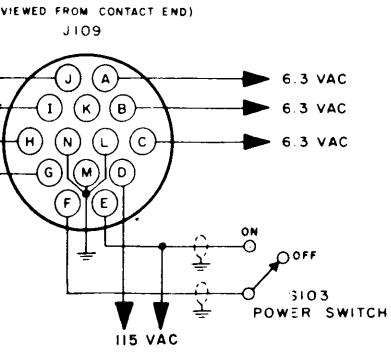 VIEWED FROM CONTACT END)
J109
J A
6.3 VAC
I K B
6.3 VAC
H N L C
6.3 VAC
G M D
F E
ON
OFF
S103
POWER SWITCH
115 VAC